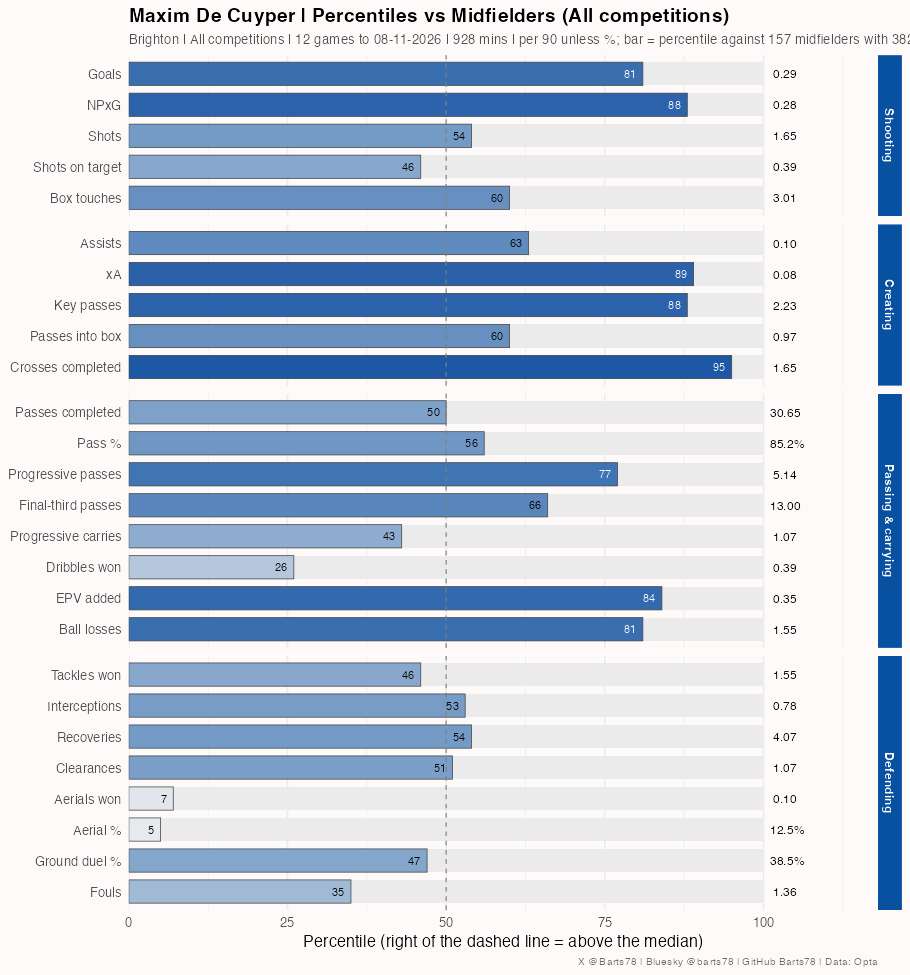 Maxim De Cuyper | Percentiles vs Midfielders (All competitions)
Brighton | All competitions | 12 games to 08-11-2026 | 928 mins | per 90 unless %; bar = percentile against 157 midfielders with 382
Goals 81 0.29
NPxG 88 0.28
Shots 54 1.65
Shots on target 46 0.39
Box touches 60 3.01
Shooting
Assists 63 0.10
xA 89 0.08
Key passes 88 2.23
Passes into box 60 0.97
Crosses completed 95 1.65
Creating
Passes completed 50 30.65
Pass % 56 85.2%
Progressive passes 77 5.14
Final-third passes 66 13.00
Progressive carries 43 1.07
Dribbles won 26 0.39
EPV added 84 0.35
Ball losses 81 1.55
Passing & carrying
Tackles won 46 1.55
Interceptions 53 0.78
Recoveries 54 4.07
Clearances 51 1.07
Aerials won 7 0.10
Aerial % 5 12.5%
Ground duel % 47 38.5%
Fouls 35 1.36
Defending
0 25 50 75 100
Percentile (right of the dashed line = above the median)
X @Barts78 | Bluesky @barts78 | GitHub Barts78 | Data: Opta